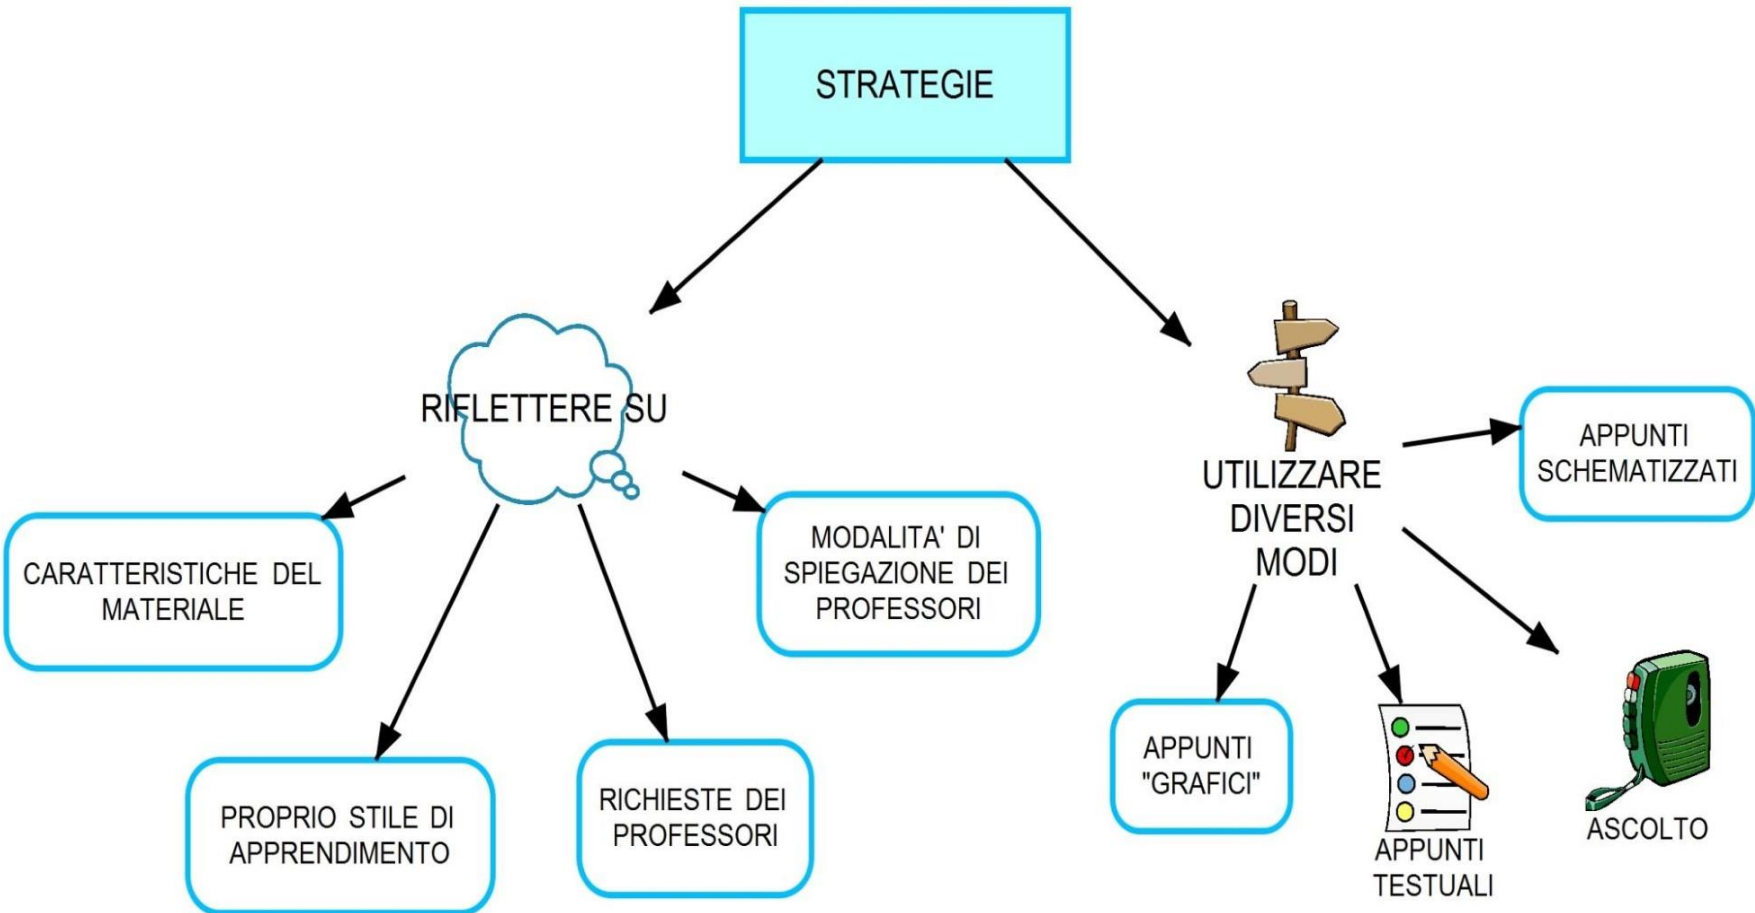 STRATEGIE
RIFLETTERE SU
CARATTERISTICHE DEL
MATERIALE
PROPRIO STILE DI
APPRENDIMENTO
RICHIESTE DEI
PROFESSORI
MODALITA' DI
SPIEGAZIONE DEI
PROFESSORI
UTILIZZARE
DIVERSI
MODI
APPUNTI
"GRAFICI"
APPUNTI
TESTUALI
ASCOLTO
APPUNTI
SCHEMATIZZATI